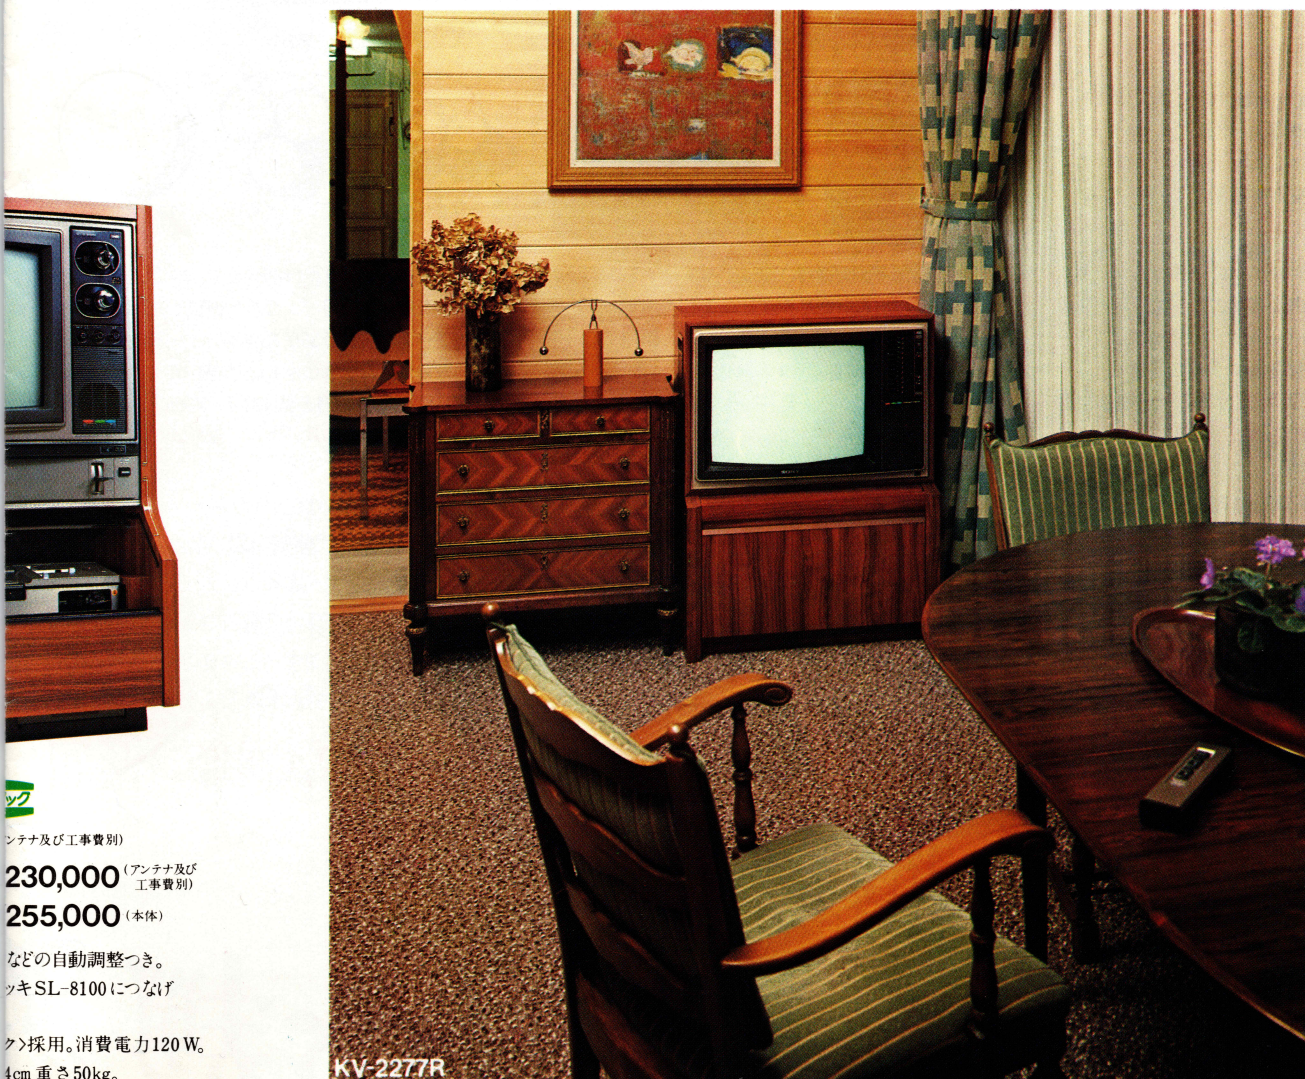 ック
ンテナ及び工事費別)
230,000(アンテナ及び
工事費別)
255,000(本体)
などの自動調整つき。
ッキSL-8100につなげ
ク〉採用。消費電力120W。
4cm 重さ50kg。
KV-2277R